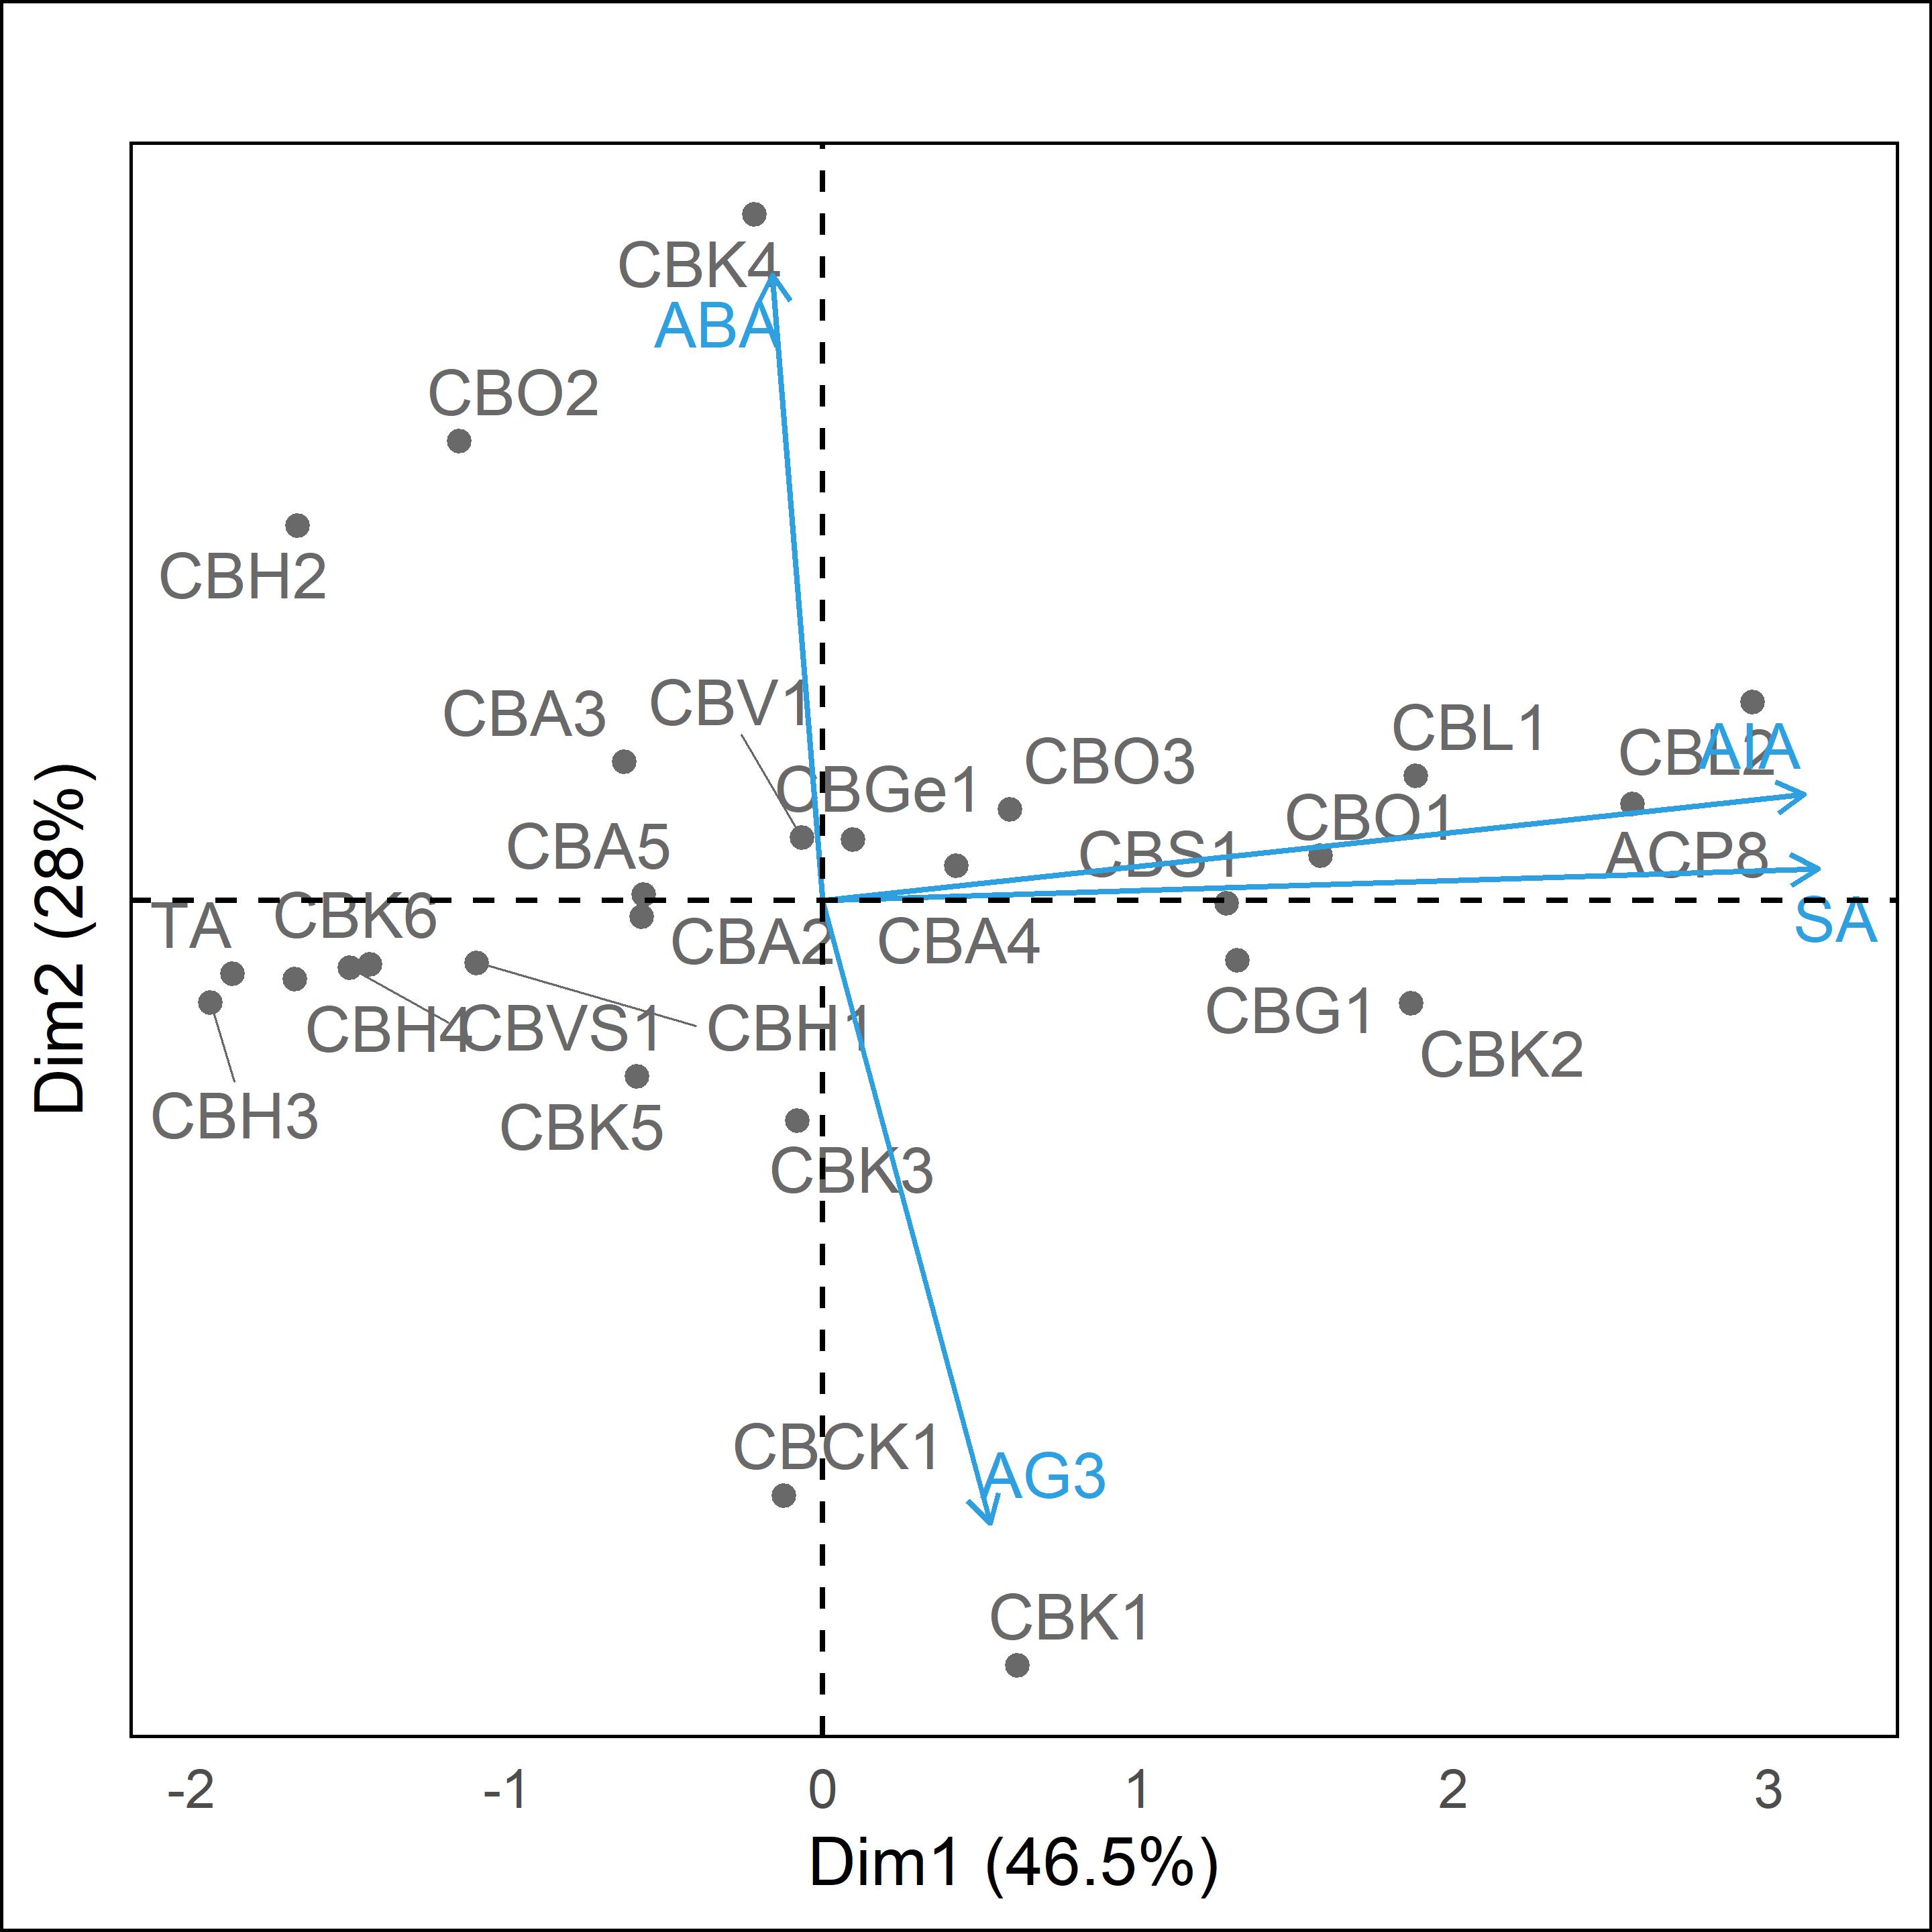 CBK4
ABA
CBO2
CBH2
CBA3
CBV1
CBGe1
CBO3
CBL1
CBL2
AIA
CBA5
CBS1
CBO1
ACP8
TA
CBK6
CBA2
CBA4
SA
CBH4
CBVS1
CBH1
CBG1
CBK2
CBH3
CBK5
CBK3
CBCK1
AG3
CBK1
-2 -1 0 1 2 3
Dim1 (46.5%)
Dim2 (28%)